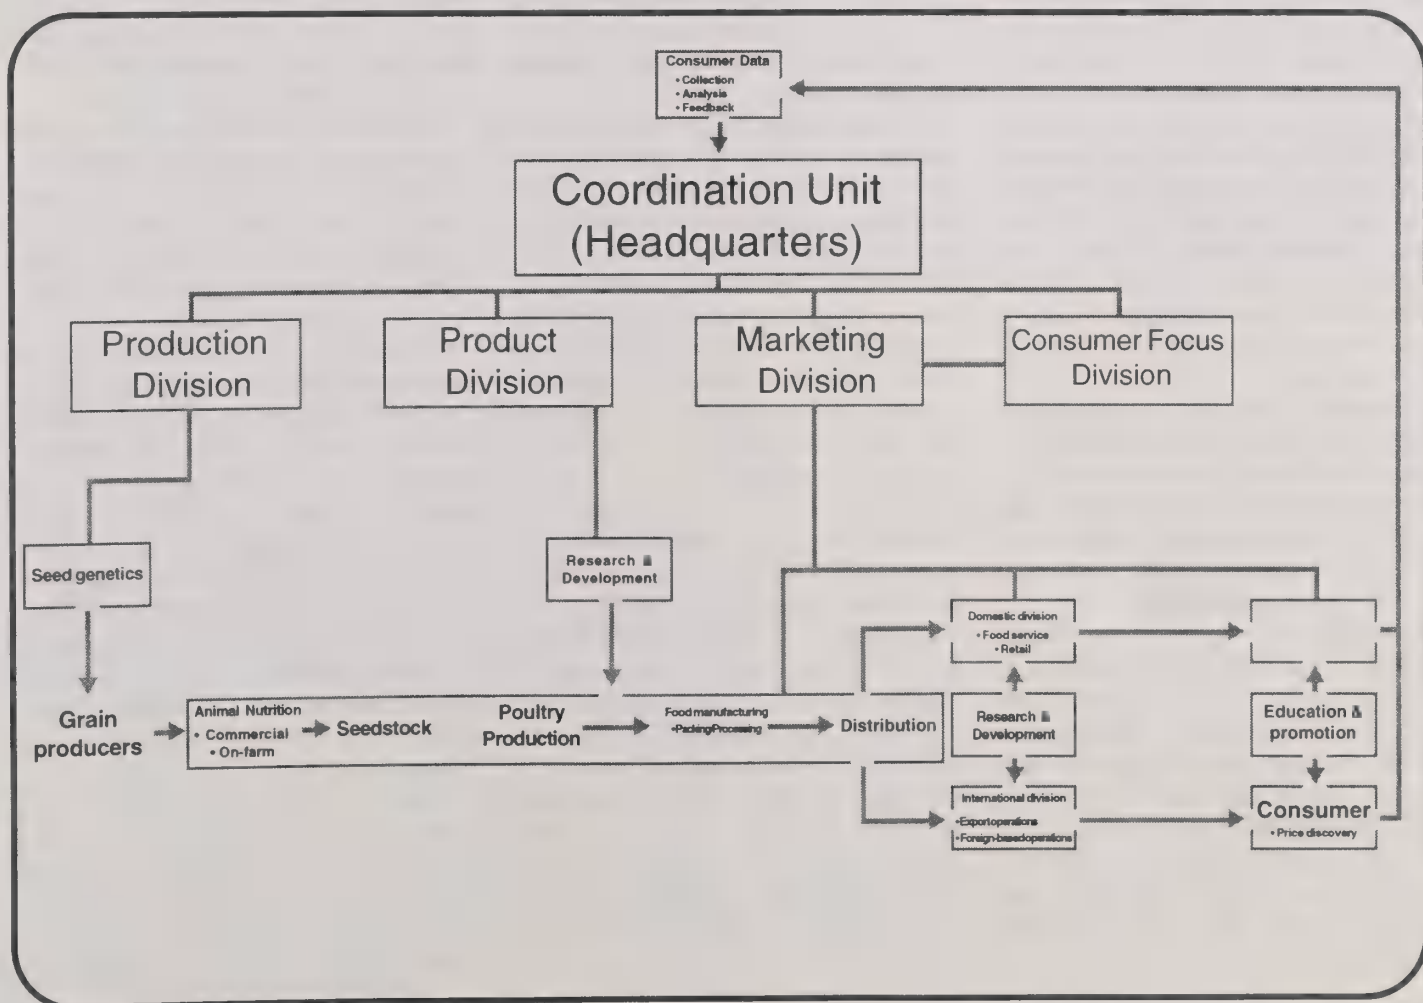 Consumer Data
• Collection
• Analysis
• Feedback
Coordination Unit
(Headquarters)
Production
Division
Product
Division
Marketing
Division
Consumer Focus
Division
Seed genetics
Research &
Development
Domestic division
• Food service
• Retail
Grain
producers
Animal Nutrition
• Commercial
• On-farm
Seedstock
Poultry
Production
Food manufacturing
•Packing/Processing
Distribution
Research &
Development
Education &
promotion
International division
•Export operations
•Foreign-based operations
Consumer
• Price discovery